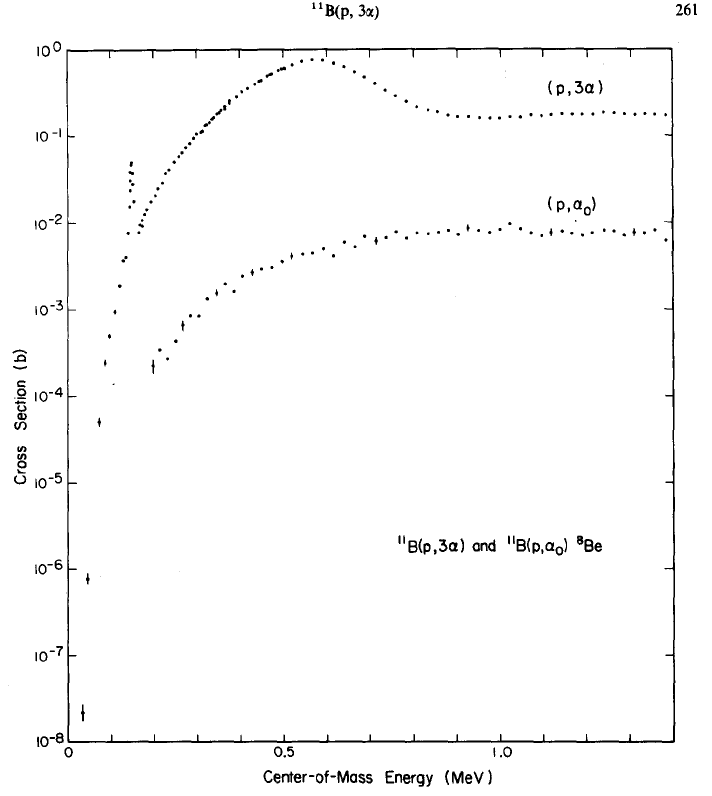 ¹¹B(p, 3α)
261
10⁰
(p, 3α)
10⁻¹
(p, α₀)
10⁻²
10⁻³
10⁻⁴
10⁻⁵
¹¹B(p,3α) and ¹¹B(p,α₀) ⁸Be
10⁻⁶
10⁻⁷
10⁻⁸
Cross Section (b)
0 0.5 1.0
Center-of-Mass Energy (MeV)